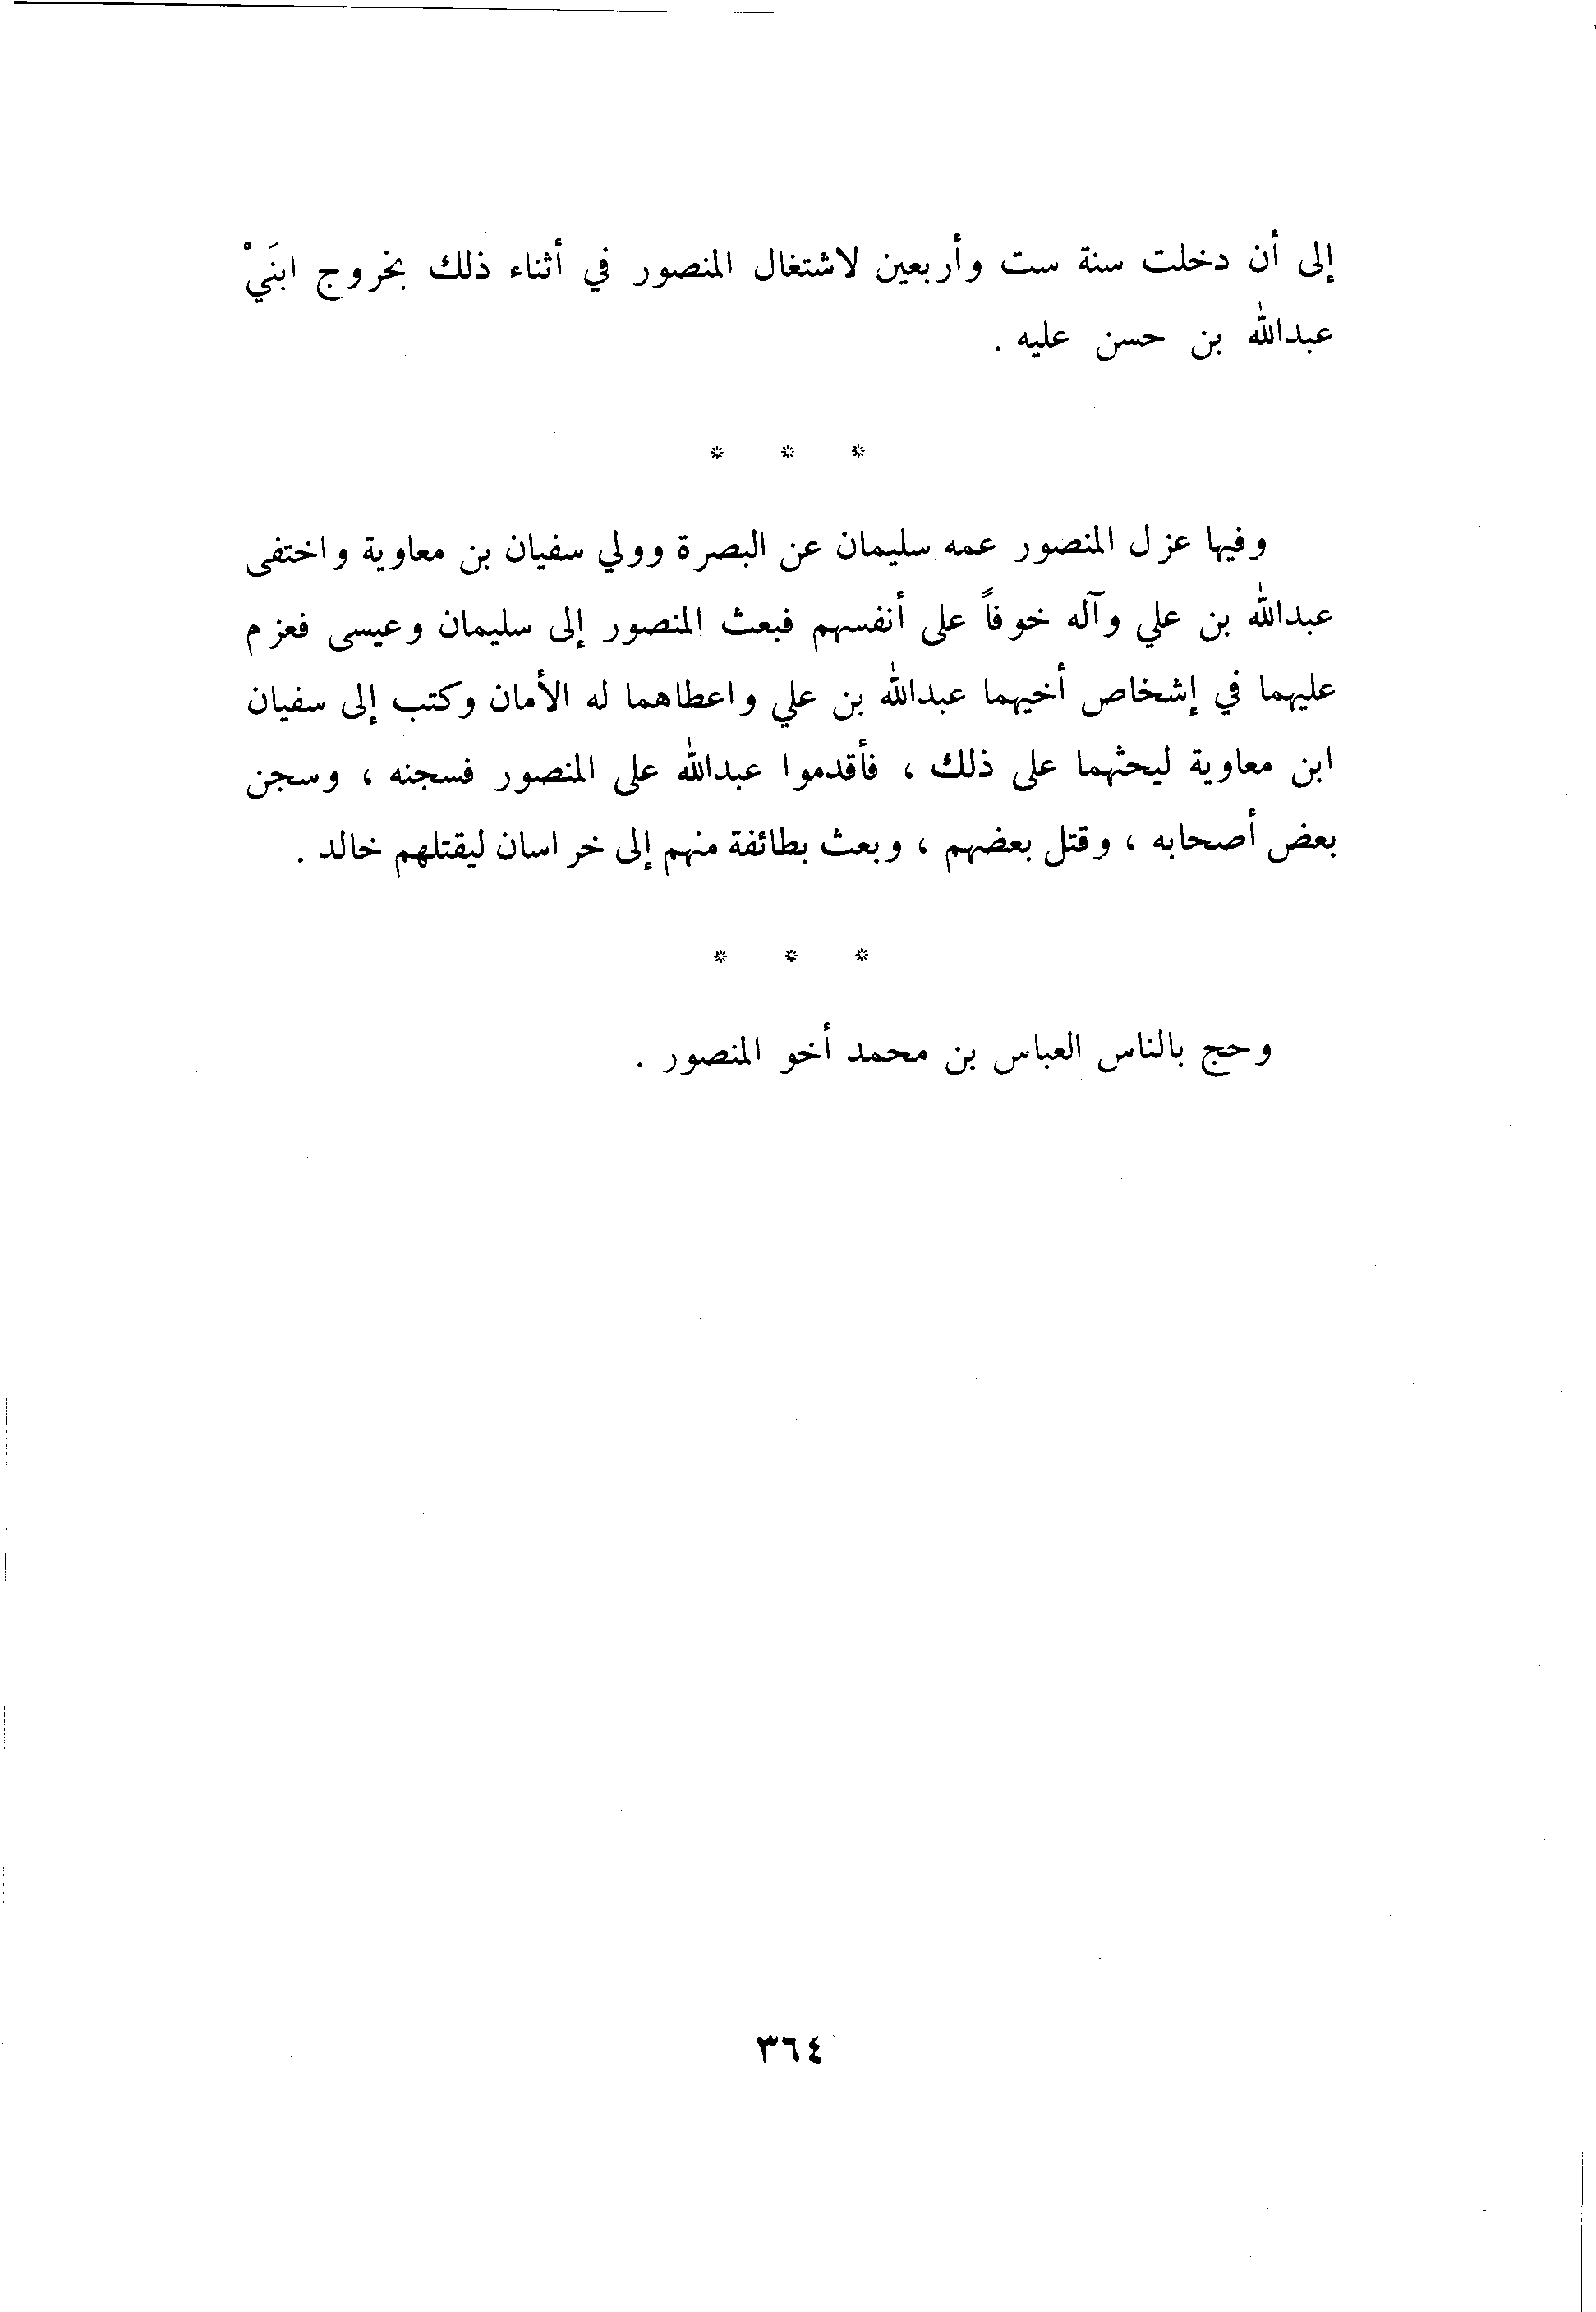 إلى أن دخلت سنة ست وأربعين لاشتغال المنصور في أثناء ذلك بخروج ابنَيْ
عبدالله بن حسن عليه .
* * *
وفيها عزل المنصور عمه سليمان عن البصرة وولي سفيان بن معاوية واختفى
عبدالله بن علي وآله خوفاً على أنفسهم فبعث المنصور إلى سليمان وعيسى فعزم
عليهما في إشخاص أخيهما عبدالله بن علي واعطاهما له الأمان وكتب إلى سفيان
ابن معاوية ليحثهما على ذلك ، فأقدموا عبدالله على المنصور فسجنه ، وسجن
بعض أصحابه ، وقتل بعضهم ، وبعث بطائفة منهم إلى خراسان ليقتلهم خالد .
* * *
وحج بالناس العباس بن محمد أخو المنصور .
٣٦٤